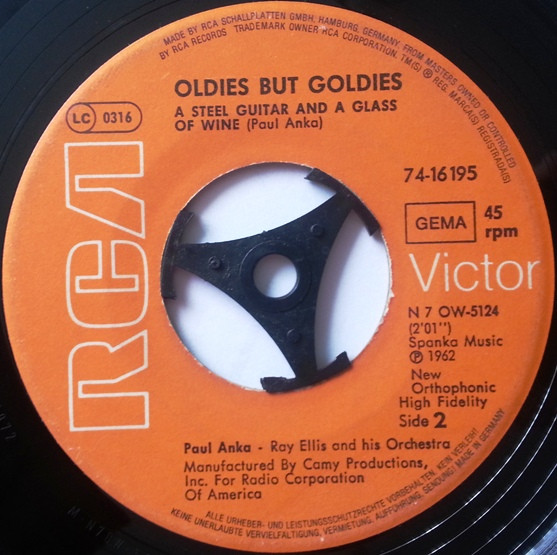 MADE BY RCA SCHALLPLATTEN GMBH, HAMBURG, GERMANY, FROM MASTERS OWNED OR CONTROLLED
BY RCA RECORDS TRADEMARK OWNER RCA CORPORATION. TM(S) ® REG. MARCA(S) REGISTRADA(S)
OLDIES BUT GOLDIES
A STEEL GUITAR AND A GLASS
OF WINE (Paul Anka)
LC 0316
RCA
74-16195
GEMA
45
rpm
Victor
N 7 OW-5124
(2'01'')
Spanka Music
℗ 1962
New
Orthophonic
High Fidelity
Side 2
Paul Anka - Ray Ellis and his Orchestra
Manufactured By Camy Productions,
Inc. For Radio Corporation
Of America
ALLE URHEBER- UND LEISTUNGSSCHUTZRECHTE VORBEHALTEN. KEIN VERLEIH!
KEINE UNERLAUBTE VERVIELFÄLTIGUNG, VERMIETUNG, AUFFÜHRUNG, SENDUNG! MADE IN GERMANY